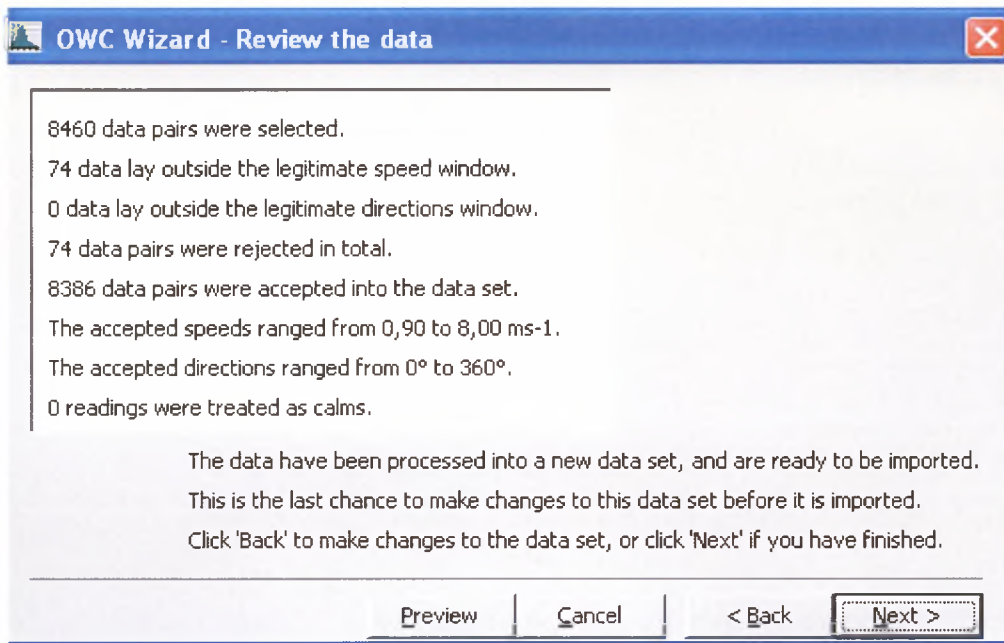 OWC Wizard - Review the data
8460 data pairs were selected.
74 data lay outside the legitimate speed window.
0 data lay outside the legitimate directions window.
74 data pairs were rejected in total.
8386 data pairs were accepted into the data set.
The accepted speeds ranged from 0,90 to 8,00 ms-1.
The accepted directions ranged from 0° to 360°.
0 readings were treated as calms.
The data have been processed into a new data set, and are ready to be imported.
This is the last chance to make changes to this data set before it is imported.
Click 'Back' to make changes to the data set, or click 'Next' if you have finished.
Preview Cancel < Back Next >